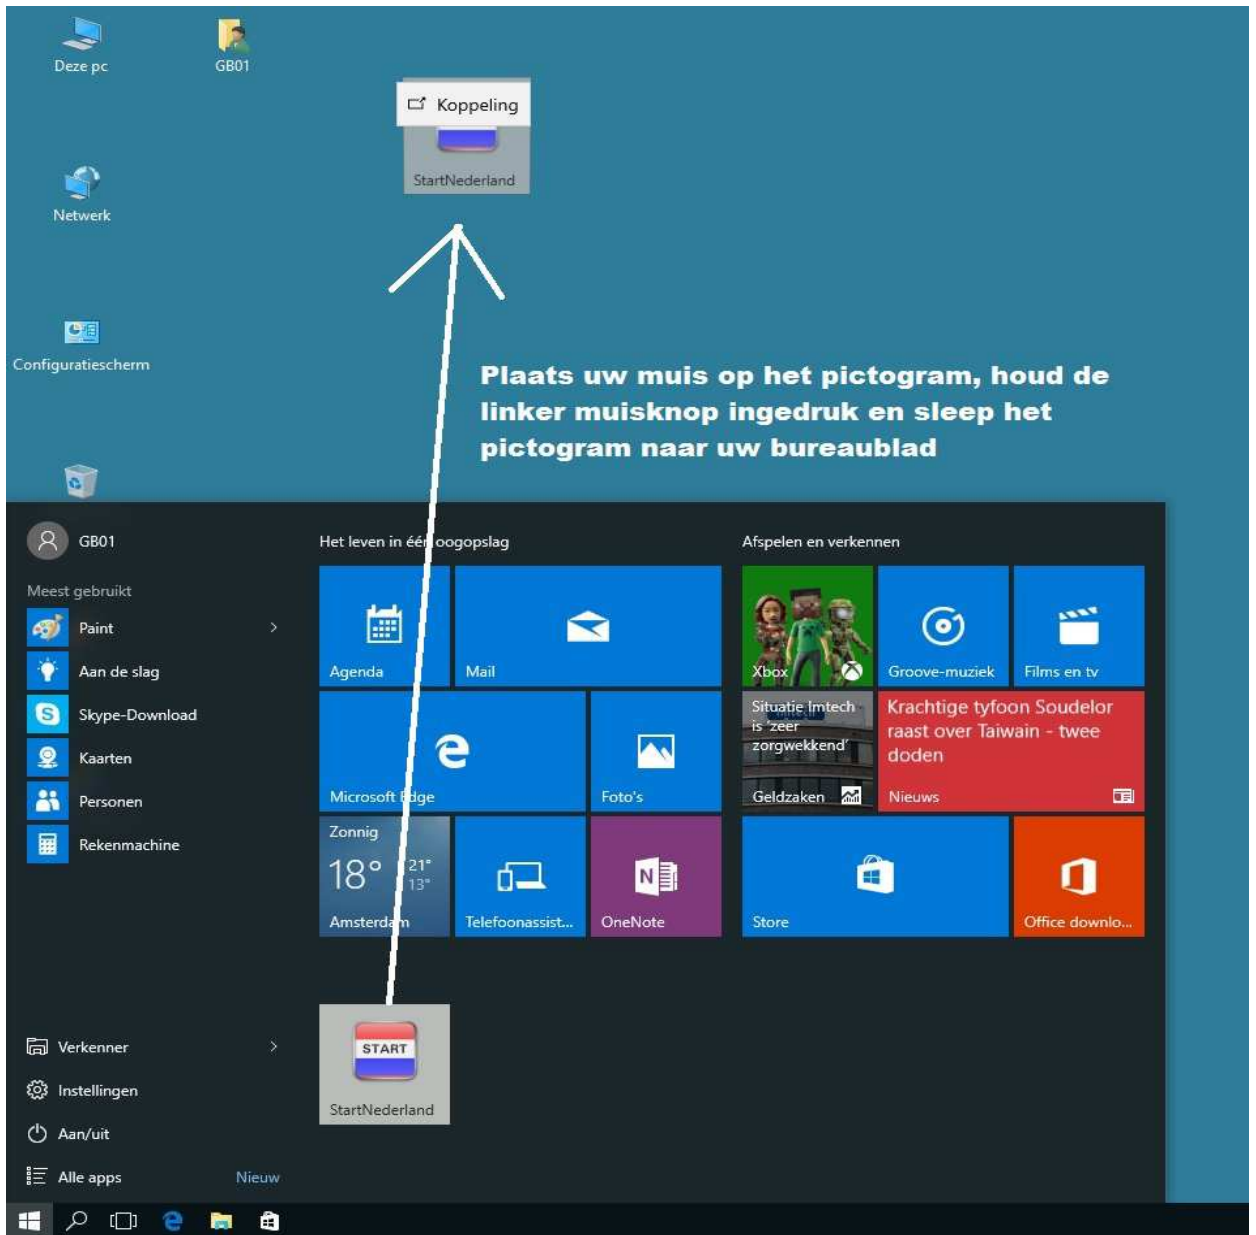 Deze pc
GB01
Koppeling
StartNederland
Netwerk
Configuratiescherm
Plaats uw muis op het pictogram, houd de
linker muisknop ingedruk en sleep het
pictogram naar uw bureaublad
GB01
Meest gebruikt
Paint
Aan de slag
Skype-Download
Kaarten
Personen
Rekenmachine
Verkenner
Instellingen
Aan/uit
Alle apps
Nieuw
Het leven in één oogopslag
Agenda
Mail
Microsoft Edge
Foto's
Zonnig
18° 21°
13°
Amsterdam
Telefoonassist...
N
OneNote
Afspelen en verkennen
Xbox
Groove-muziek
Films en tv
Situatie Imtech
is 'zeer
zorgwekkend'
Geldzaken
Krachtige tyfoon Soudelor
raast over Taiwain - twee
doden
Nieuws
Store
Office downlo...
START
StartNederland